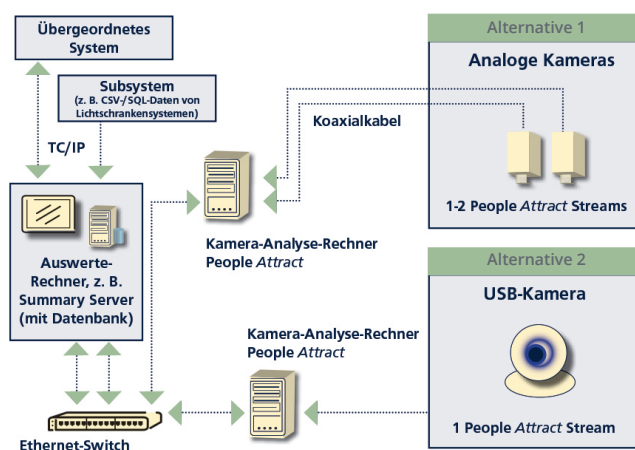 Übergeordnetes
System
Subsystem
(z. B. CSV-/SQL-Daten von
Lichtschrankensystemen)
TC/IP
Auswerte-
Rechner, z. B.
Summary Server
(mit Datenbank)
Ethernet-Switch
Kamera-Analyse-Rechner
People Attract
Kamera-Analyse-Rechner
People Attract
Koaxialkabel
Alternative 1
Analoge Kameras
1-2 People Attract Streams
Alternative 2
USB-Kamera
1 People Attract Stream